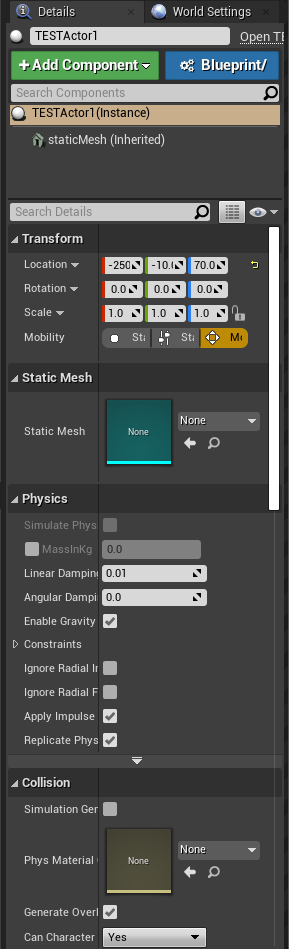 Details
World Settings
TESTActor1
Open TE
Add Component
Blueprint/
Search Components
TESTActor1(Instance)
staticMesh (Inherited)
Search Details
Transform
Location -250 -10.( 70.0
Rotation 0.0 0.0 0.0
Scale 1.0 1.0 1.0
Mobility Sta Sta Mo
Static Mesh
Static Mesh None None
Physics
Simulate Phys
MassInKg 0.0
Linear Damping 0.01
Angular Dampi 0.0
Enable Gravity
Constraints
Ignore Radial Ir
Ignore Radial F
Apply Impulse
Replicate Phys
Collision
Simulation Ger
Phys Material None None
Generate Overl
Can Character Yes